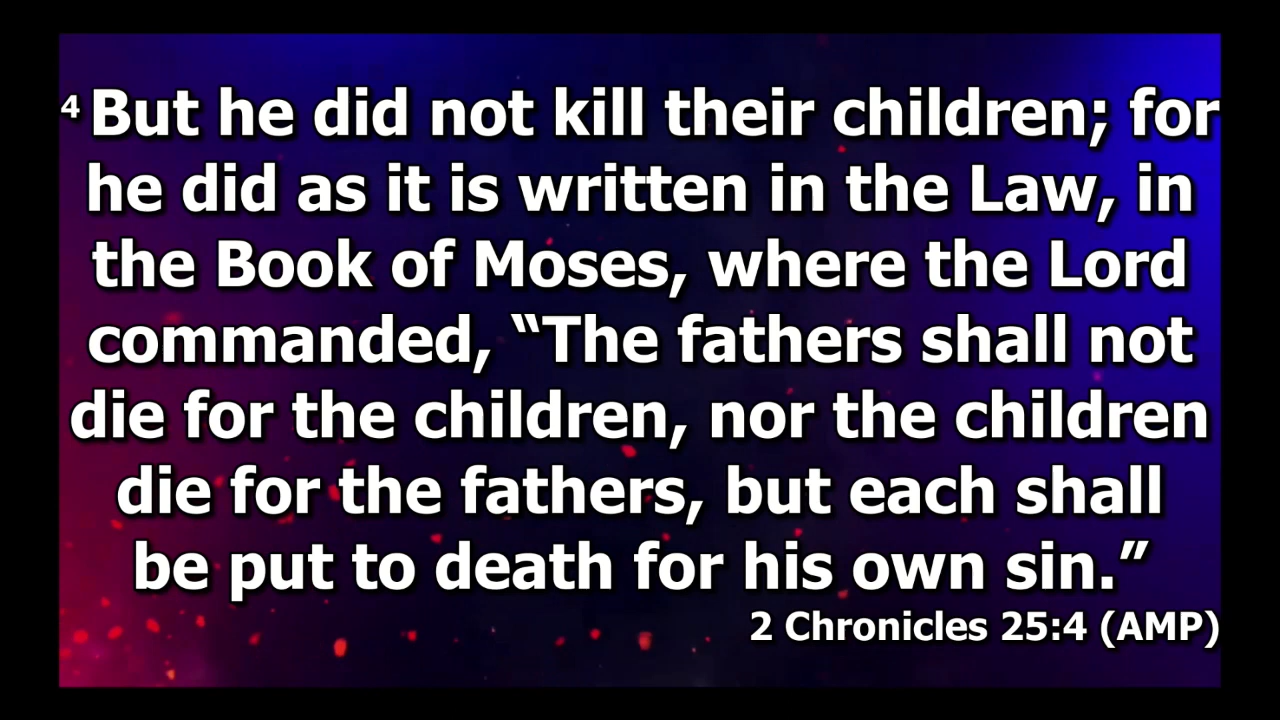 4 But he did not kill their children; for
he did as it is written in the Law, in
the Book of Moses, where the Lord
commanded, “The fathers shall not
die for the children, nor the children
die for the fathers, but each shall
be put to death for his own sin.”
2 Chronicles 25:4 (AMP)